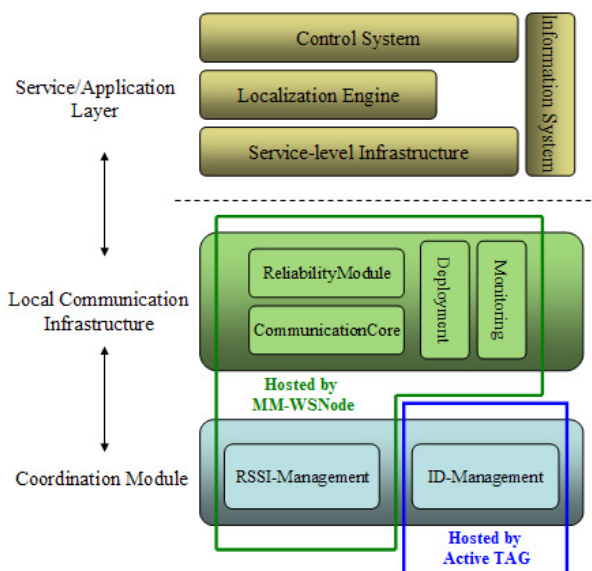 Service/Application
Layer
Control System
Localization Engine
Service-level Infrastructure
Information System
Local Communication
Infrastructure
ReliabilityModule
CommunicationCore
Deployment
Monitoring
Hosted by
MM-WSNode
Coordination Module
RSSI-Management
ID-Management
Hosted by
Active TAG